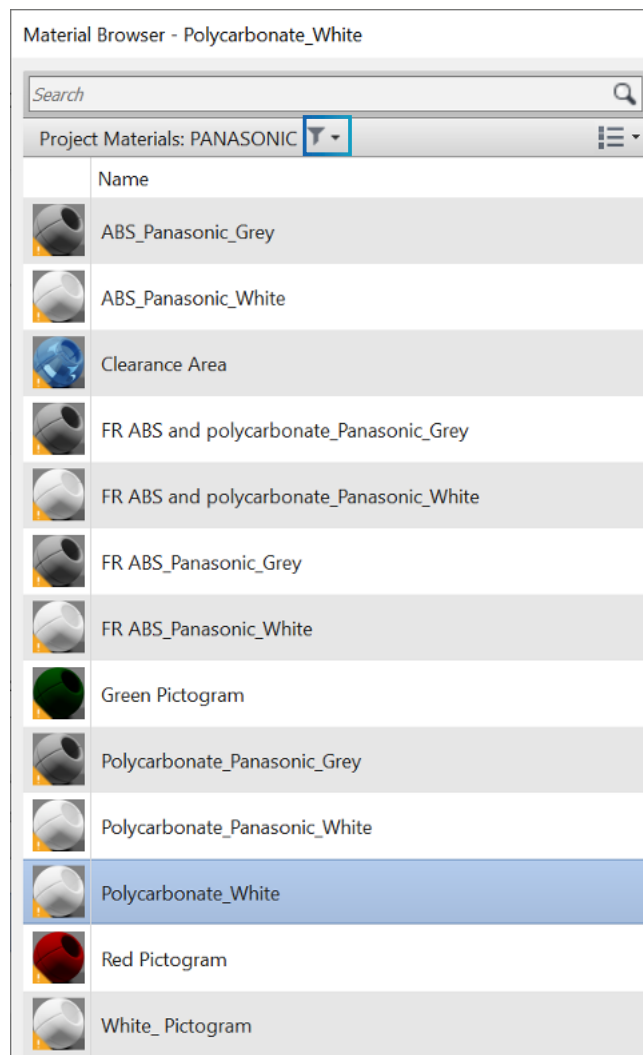 Material Browser - Polycarbonate_White
Search
Project Materials: PANASONIC
Name
ABS_Panasonic_Grey
ABS_Panasonic_White
Clearance Area
FR ABS and polycarbonate_Panasonic_Grey
FR ABS and polycarbonate_Panasonic_White
FR ABS_Panasonic_Grey
FR ABS_Panasonic_White
Green Pictogram
Polycarbonate_Panasonic_Grey
Polycarbonate_Panasonic_White
Polycarbonate_White
Red Pictogram
White_ Pictogram